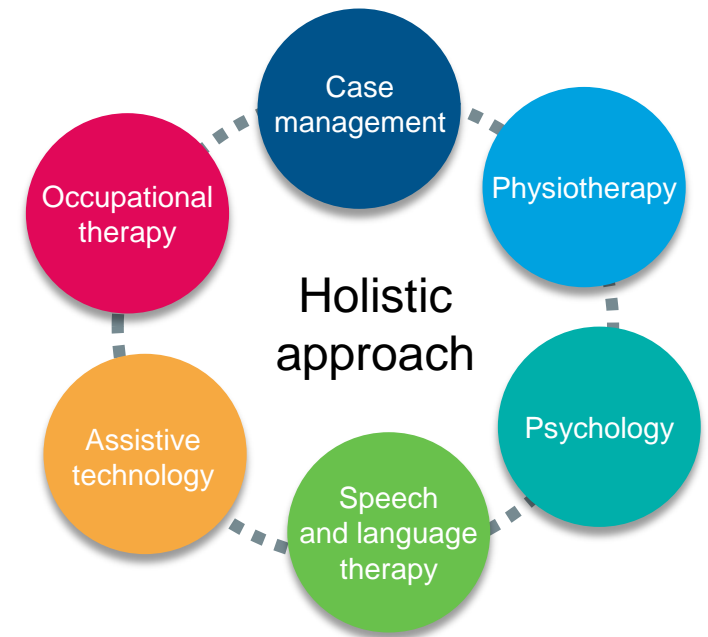 Case
management
Physiotherapy
Psychology
Speech
and language
therapy
Assistive
technology
Occupational
therapy
Holistic
approach